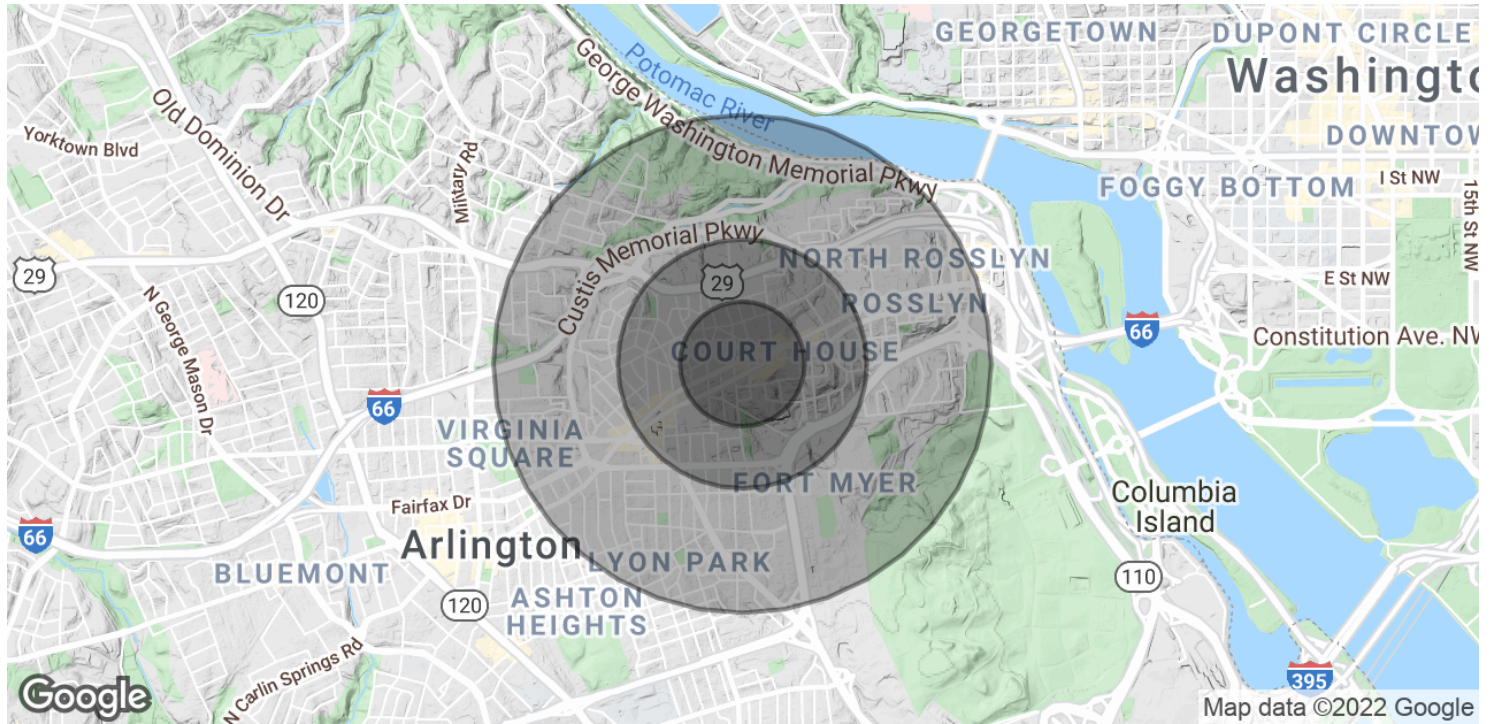 GEORGETOWN
DUPONT CIRCLE
Washingto
Potomac River
George Washington Memorial Pkwy
Old Dominion Dr
Yorktown Blvd
Military Rd
DOWNTOW
FOGGY BOTTOM
I St NW
15th St NW
Custis Memorial Pkwy
NORTH ROSSLYN
29
29
E St NW
120
ROSSLYN
66
Constitution Ave. NW
N George Mason Dr
COURT HOUSE
66
VIRGINIA
SQUARE
FORT MYER
Fairfax Dr
Columbia
Island
66
Arlington
LYON PARK
BLUEMONT
110
120
ASHTON
HEIGHTS
N Carlin Springs Rd
395
Google
Map data ©2022 Google